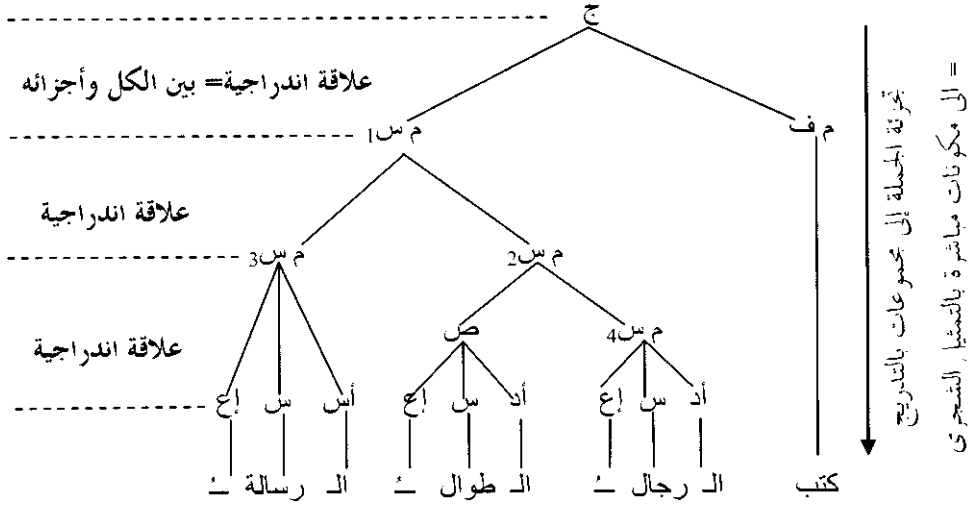 ج
علاقة اندراجية= بين الكل وأجزائه
م ف م س1
علاقة اندراجية
م س2 م س3
م س4 ص
علاقة اندراجية
أد س إع أد س إع أس س إع
كتب الـ رجال ـُ الـ طوال ـُ الـ رسالة ـَ
تجزئة الجملة إلى مجموعات بالتدريج
= الى مكونات مباشرة بالتمثيل الشجري